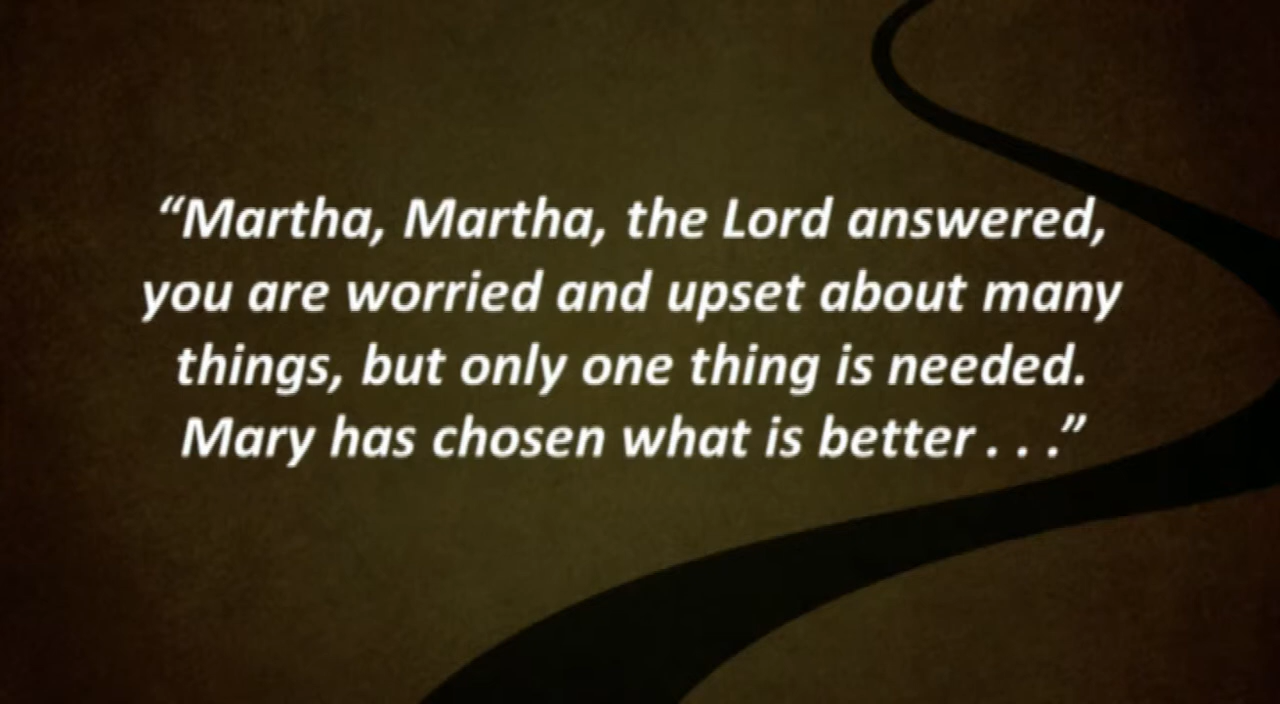 “Martha, Martha, the Lord answered,
you are worried and upset about many
things, but only one thing is needed.
Mary has chosen what is better . . .”